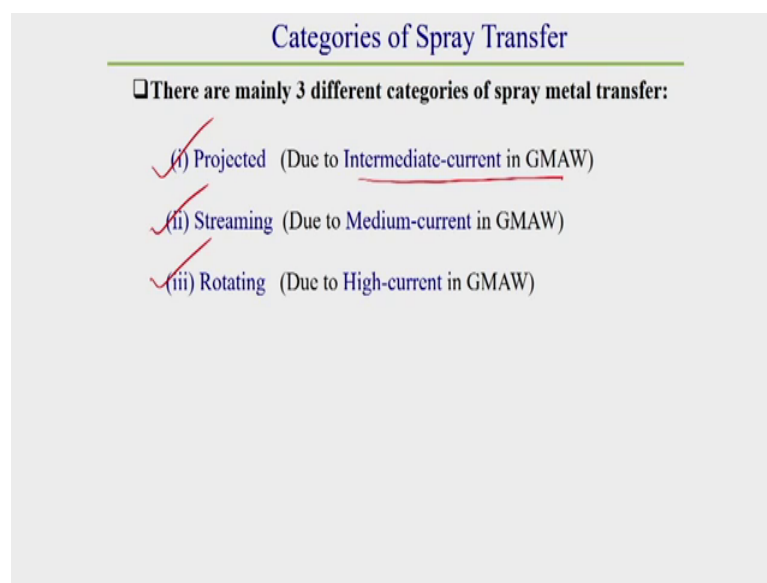 Categories of Spray Transfer
❑There are mainly 3 different categories of spray metal transfer:
(i) Projected (Due to Intermediate-current in GMAW)
(ii) Streaming (Due to Medium-current in GMAW)
(iii) Rotating (Due to High-current in GMAW)